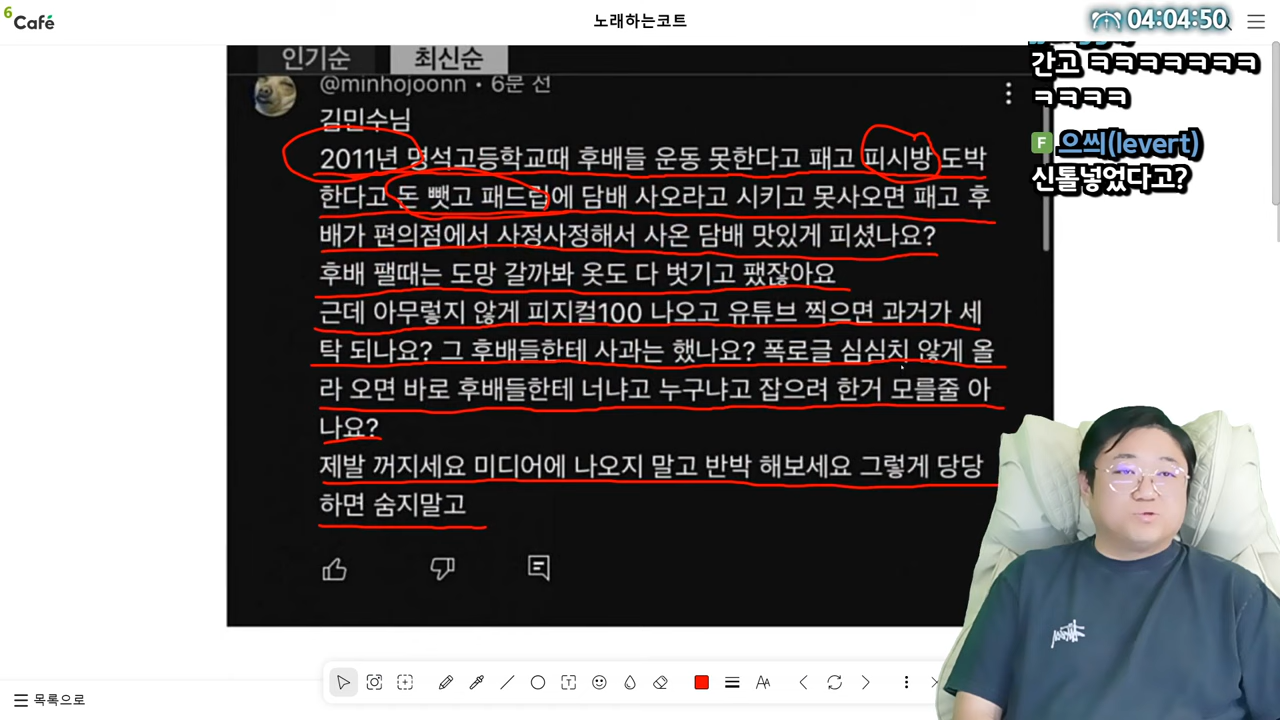 6
Café
노래하는코트
04:04:50
간고 ㅋㅋㅋㅋㅋㅋㅋ
ㅋㅋㅋㅋ
F 으씌(levert)
신톨넣었다고?
인기순 최신순
@minhojoonn • 6분 전
김민수님
2011년 명석고등학교때 후배들 운동 못한다고 패고 피시방 도박
한다고 돈 뺏고 패드립에 담배 사오라고 시키고 못사오면 패고 후
배가 편의점에서 사정사정해서 사온 담배 맛있게 피셨나요?
후배 팰때는 도망 갈까봐 옷도 다 벗기고 팼잖아요
근데 아무렇지 않게 피지컬100 나오고 유튜브 찍으면 과거가 세
탁 되나요? 그 후배들한테 사과는 했나요? 폭로글 심심치 않게 올
라 오면 바로 후배들한테 너냐고 누구냐고 잡으려 한거 모를줄 아
나요?
제발 꺼지세요 미디어에 나오지 말고 반박 해보세요 그렇게 당당
하면 숨지말고
목록으로